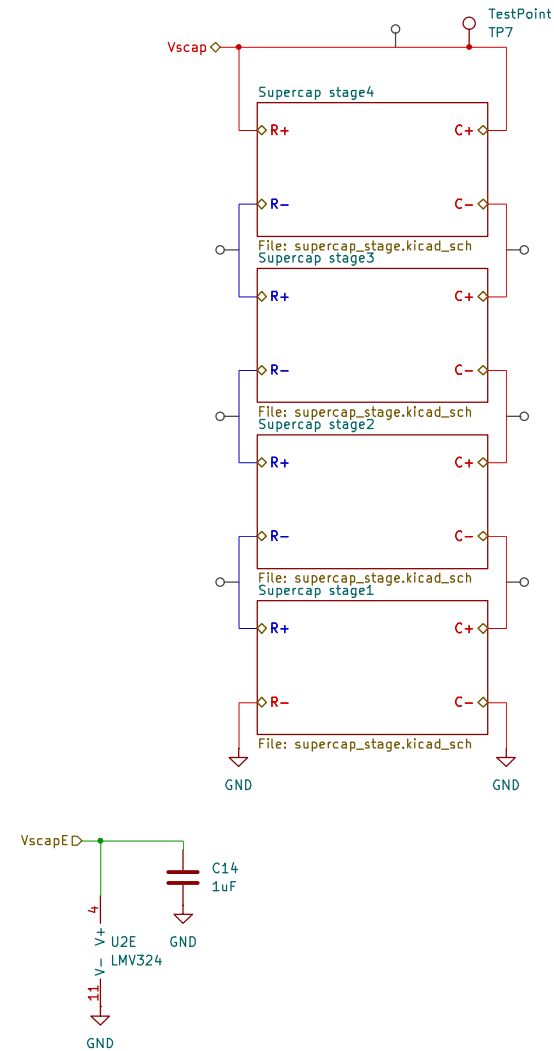 TestPoint
TP7
Vscap
Supercap stage4
R+ C+
R- C-
File: supercap_stage.kicad_sch
Supercap stage3
R+ C+
R- C-
File: supercap_stage.kicad_sch
Supercap stage2
R+ C+
R- C-
File: supercap_stage.kicad_sch
Supercap stage1
R+ C+
R- C-
File: supercap_stage.kicad_sch
GND GND
VscapE
C14
1uF
4
V+
U2E
GND
LMV324
V-
11
GND